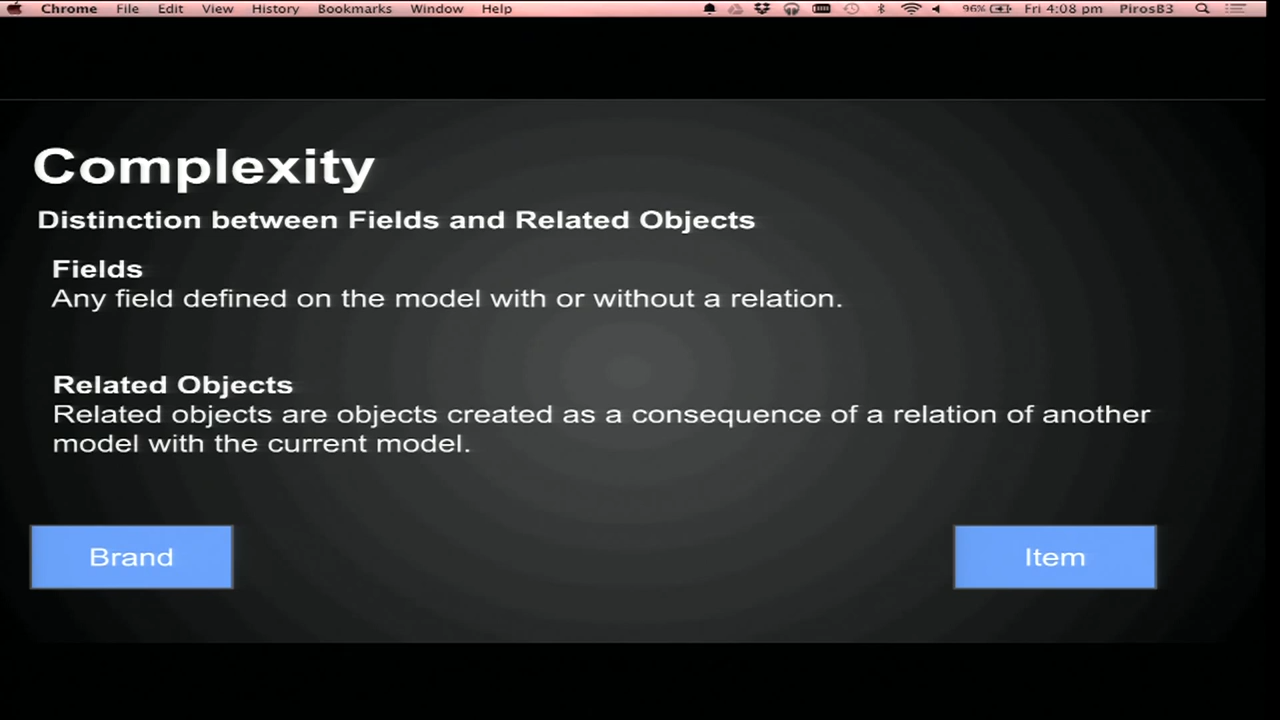 Chrome File Edit View History Bookmarks Window Help 96% Fri 4:08 pm PirosB3
Complexity
Distinction between Fields and Related Objects
Fields
Any field defined on the model with or without a relation.
Related Objects
Related objects are objects created as a consequence of a relation of another
model with the current model.
Brand Item